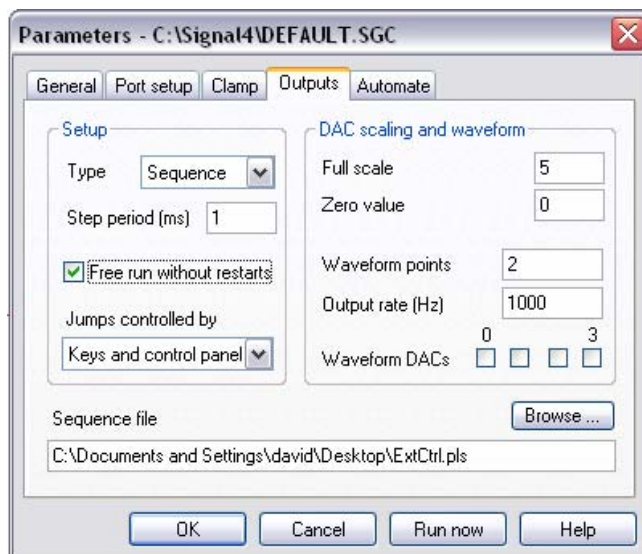 Parameters - C:\Signal4\DEFAULT.SGC
General Port setup Clamp Outputs Automate
Setup
Type Sequence
Step period (ms) 1
Free run without restarts
Jumps controlled by
Keys and control panel
DAC scaling and waveform
Full scale 5
Zero value 0
Waveform points 2
Output rate (Hz) 1000
0 3
Waveform DACs
Sequence file
Browse ...
C:\Documents and Settings\david\Desktop\ExtCtrl.pls
OK Cancel Run now Help